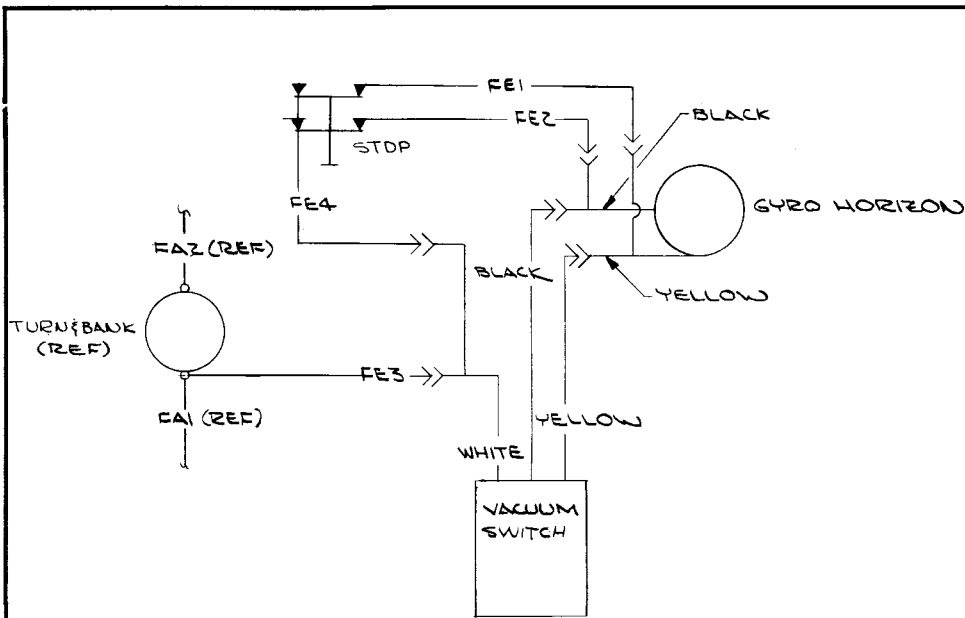 FE1
FE2
BLACK
STOP
FE4
GYRO HORIZON
FA2 (REF)
BLACK
YELLOW
TURN & BANK
(REF)
FE3
FA1 (REF)
YELLOW
WHITE
VACUUM
SWITCH